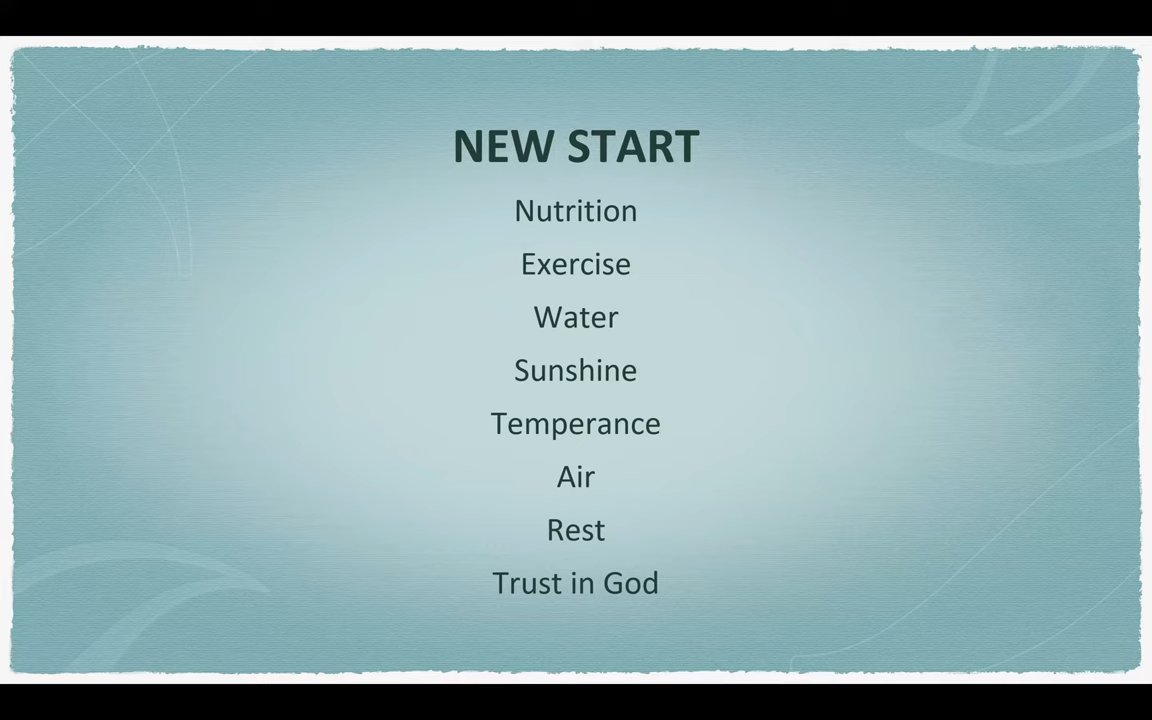 NEW START
Nutrition
Exercise
Water
Sunshine
Temperance
Air
Rest
Trust in God